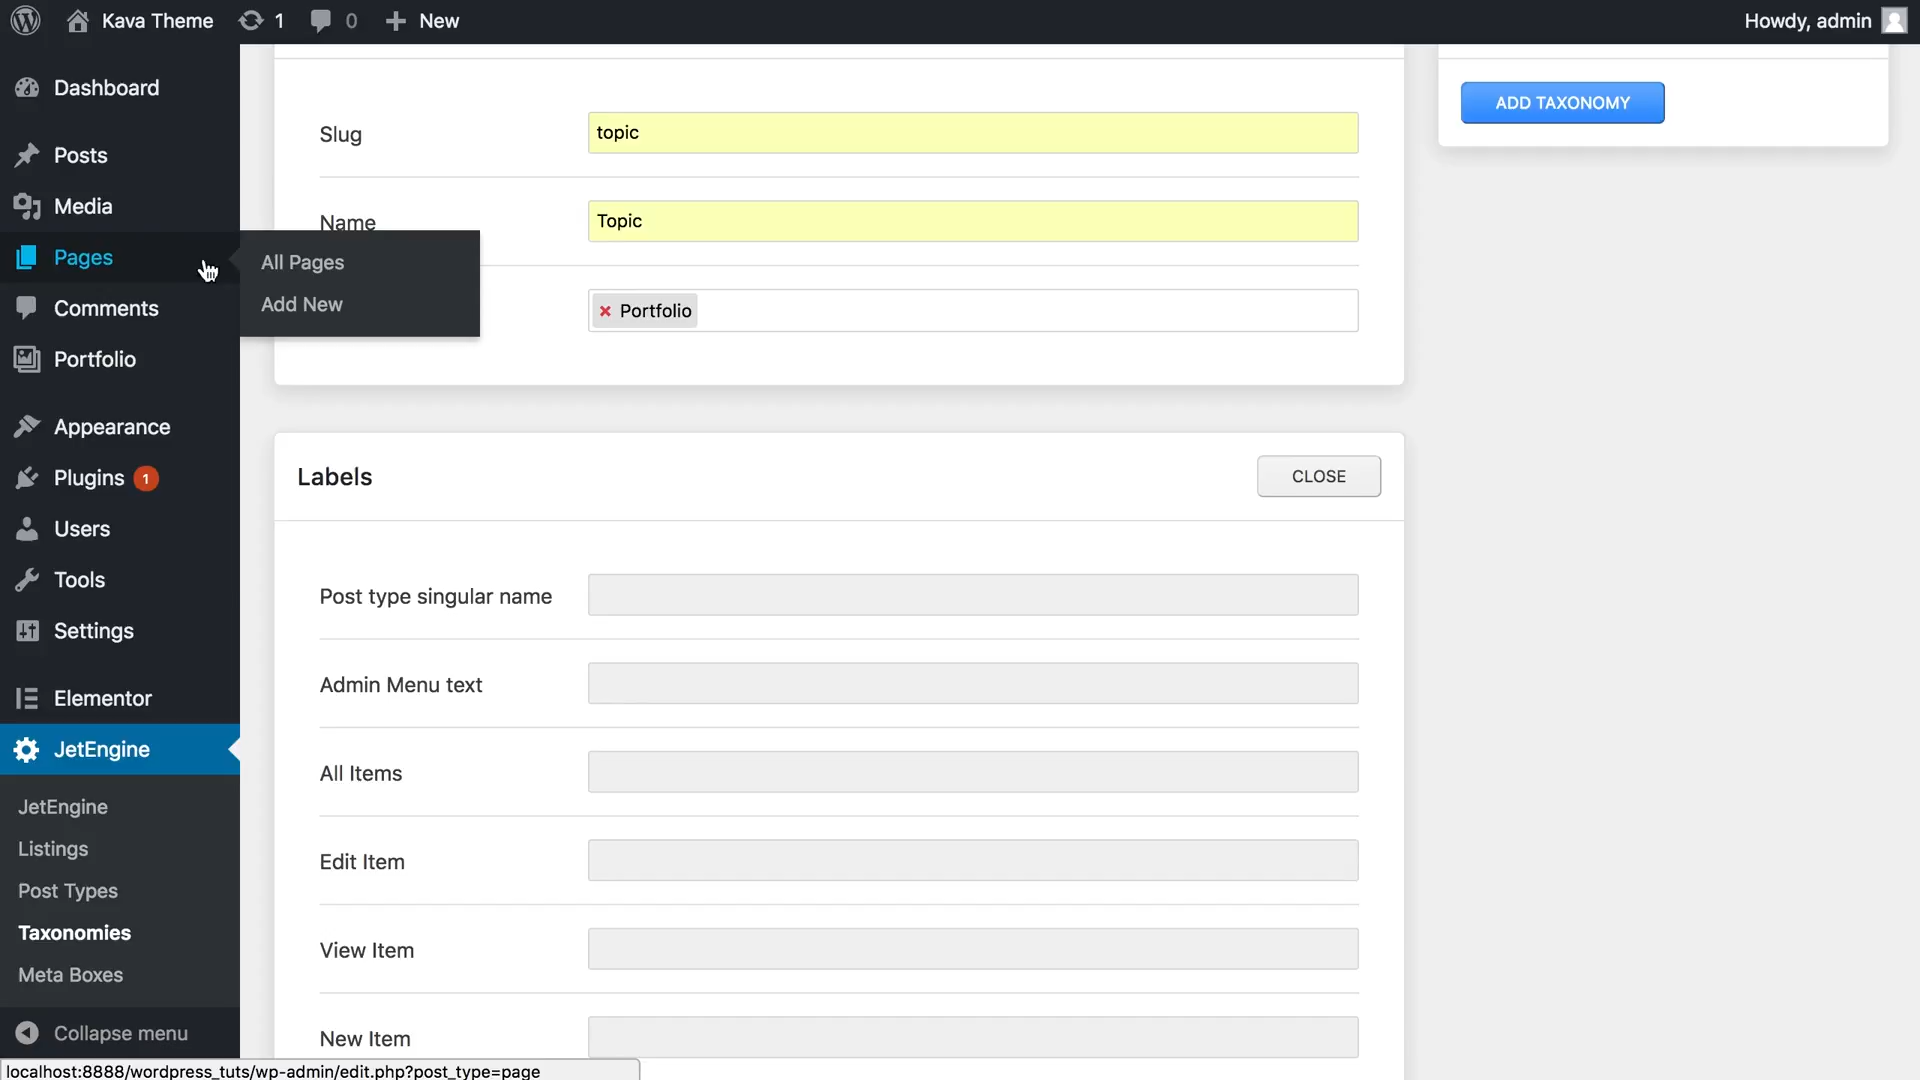 Kava Theme 1 0 New Howdy, admin
Dashboard
Posts
Media
Pages
All Pages
Add New
Comments
Portfolio
Appearance
Plugins 1
Users
Tools
Settings
Elementor
JetEngine
JetEngine
Listings
Post Types
Taxonomies
Meta Boxes
Collapse menu
Slug topic
Name Topic
× Portfolio
ADD TAXONOMY
Labels CLOSE
Post type singular name
Admin Menu text
All Items
Edit Item
View Item
New Item
localhost:8888/wordpress_tuts/wp-admin/edit.php?post_type=page